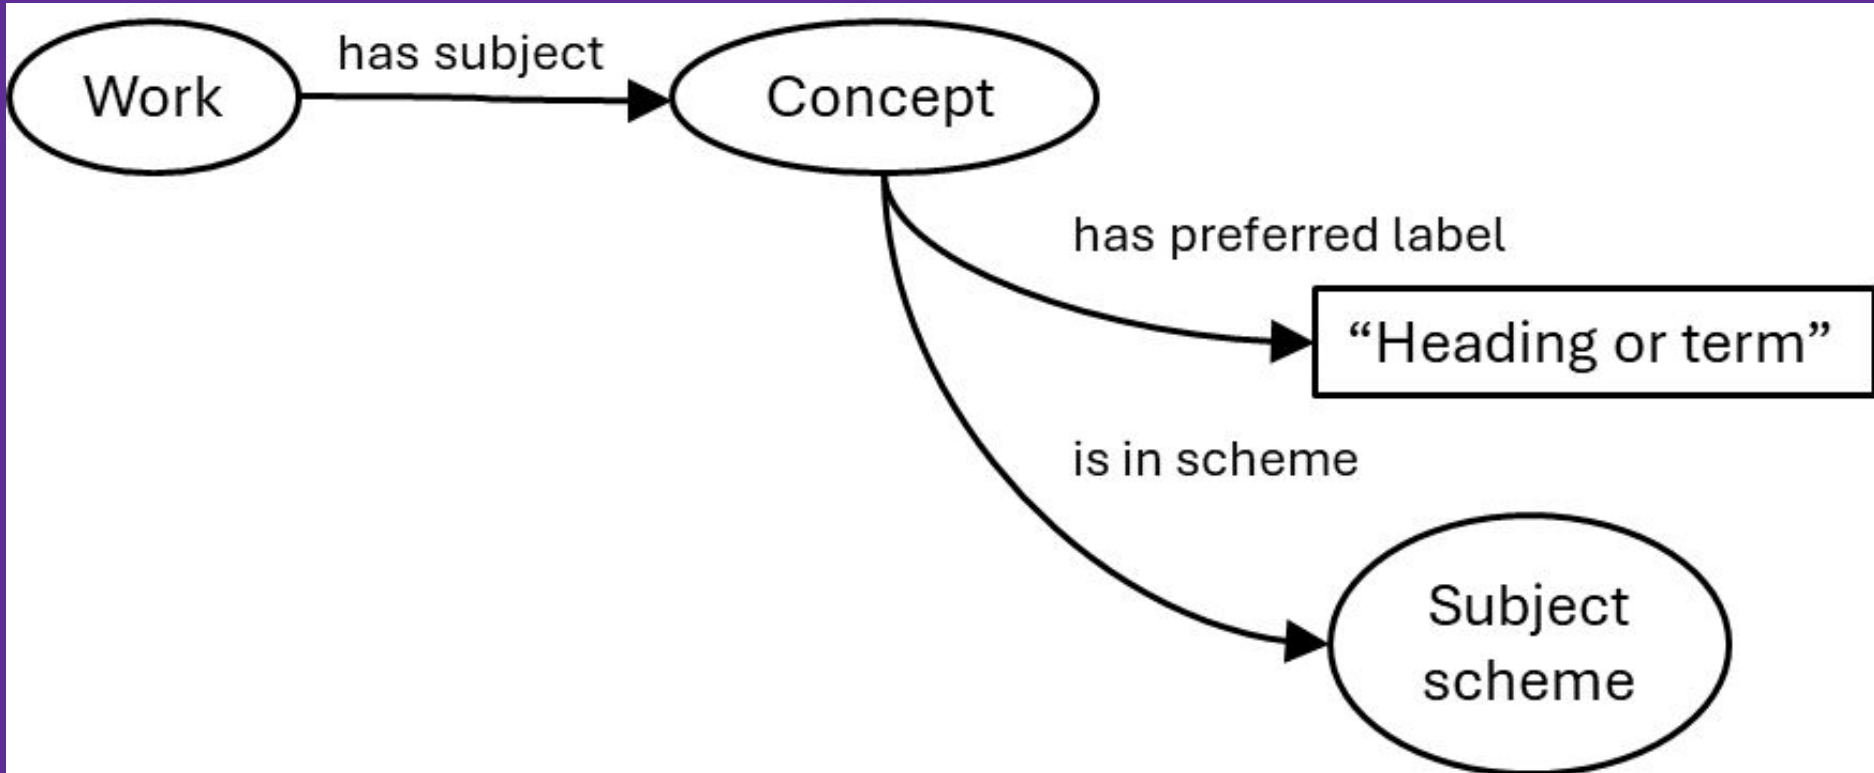 has subject
Work
Concept
has preferred label
“Heading or term”
is in scheme
Subject
scheme